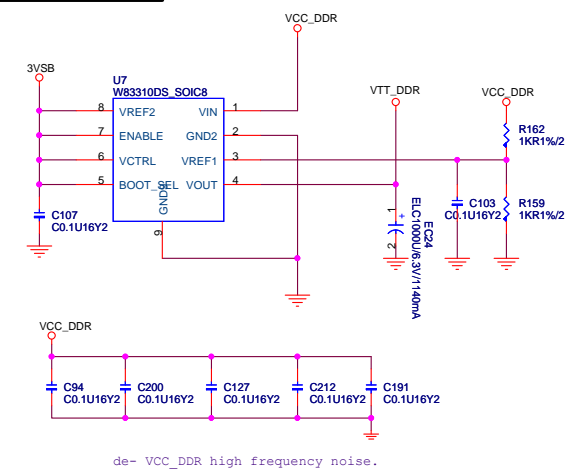 VCC_DDR
3VSB
U7
W83310DS_SOIC8
8 VREF2 VIN 1
7 ENABLE GND2 2
6 VCTRL VREF1 3
5 BOOT_SEL VOUT 4
GND9
9
C107
C0.1U16Y2
VTT_DDR
VCC_DDR
R162
1KR1%/2
C103
C0.1U16Y2
R159
1KR1%/2
1
+
2
EC24
ELC1000U/6.3V/1140mA
VCC_DDR
C94
C0.1U16Y2
C200
C0.1U16Y2
C127
C0.1U16Y2
C212
C0.1U16Y2
C191
C0.1U16Y2
de- VCC_DDR high frequency noise.